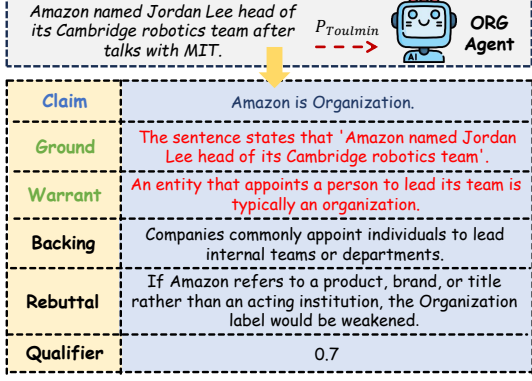 Amazon named Jordan Lee head of
its Cambridge robotics team after
talks with MIT.
P_Toulmin
AI
ORG
Agent
Claim
Amazon is Organization.
Ground
The sentence states that 'Amazon named Jordan
Lee head of its Cambridge robotics team'.
Warrant
An entity that appoints a person to lead its team is
typically an organization.
Backing
Companies commonly appoint individuals to lead
internal teams or departments.
Rebuttal
If Amazon refers to a product, brand, or title
rather than an acting institution, the Organization
label would be weakened.
Qualifier
0.7